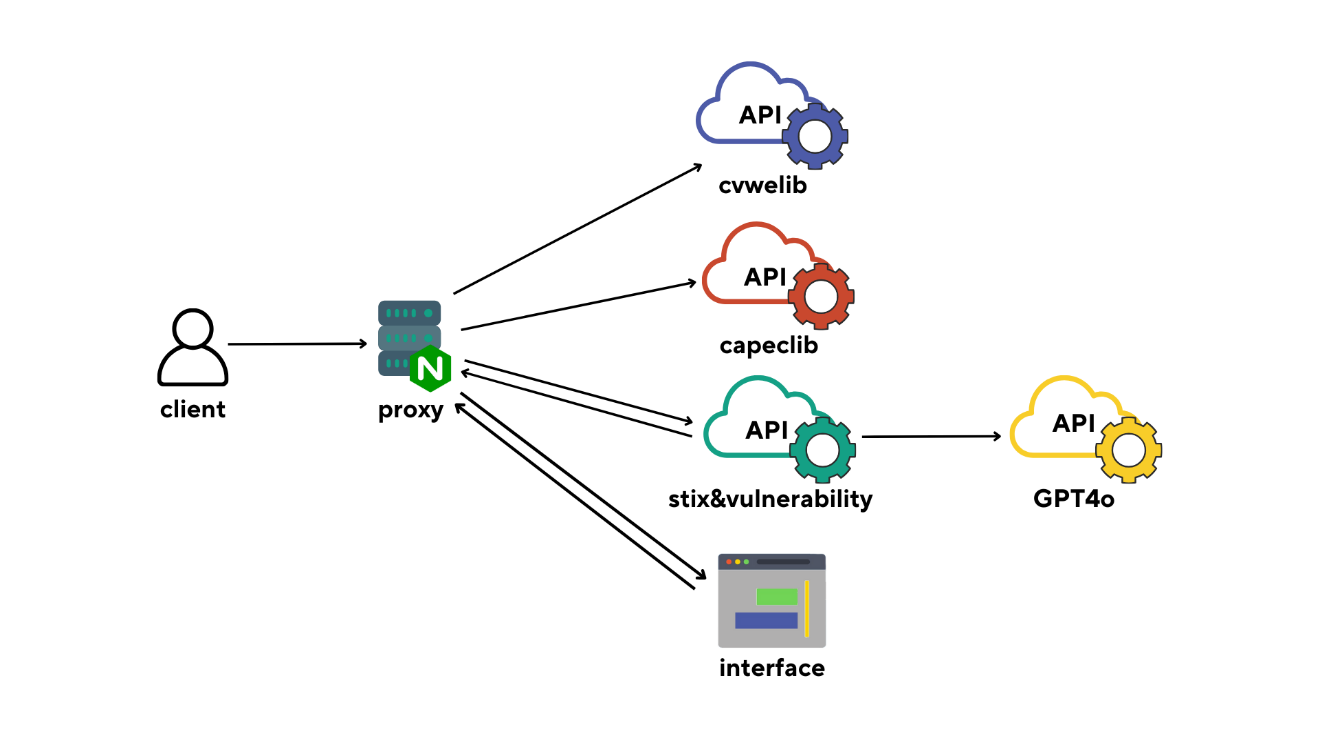 API
cvwelib
API
capeclib
client
N
proxy
API
stix&vulnerability
API
GPT4o
interface